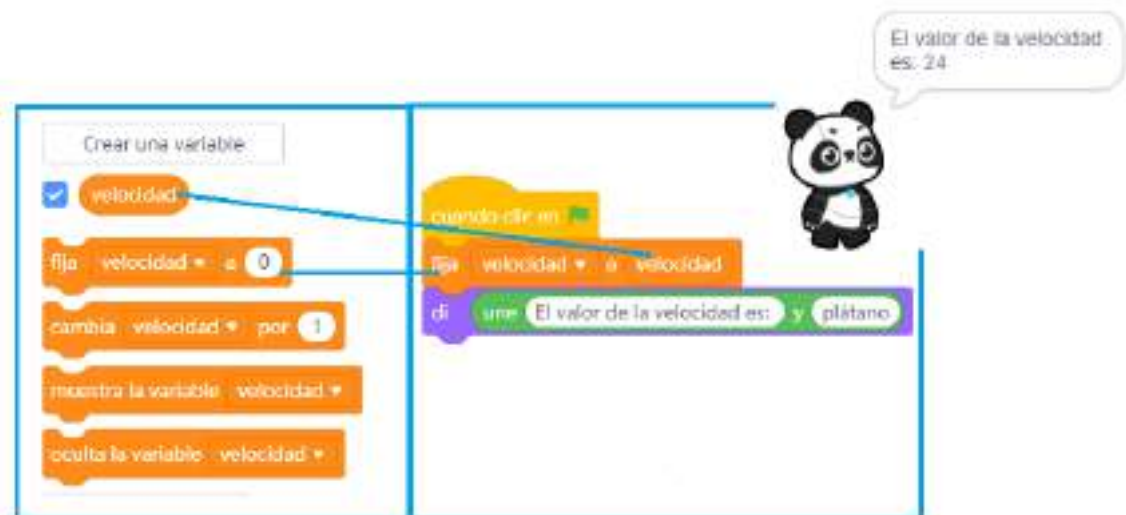 El valor de la velocidad
es: 24
Crear una variable
velocidad
fija velocidad a 0
cambia velocidad por 1
muestra la variable velocidad
oculta la variable velocidad
cuando clic en
fija velocidad a velocidad
di une El valor de la velocidad es: y plátano